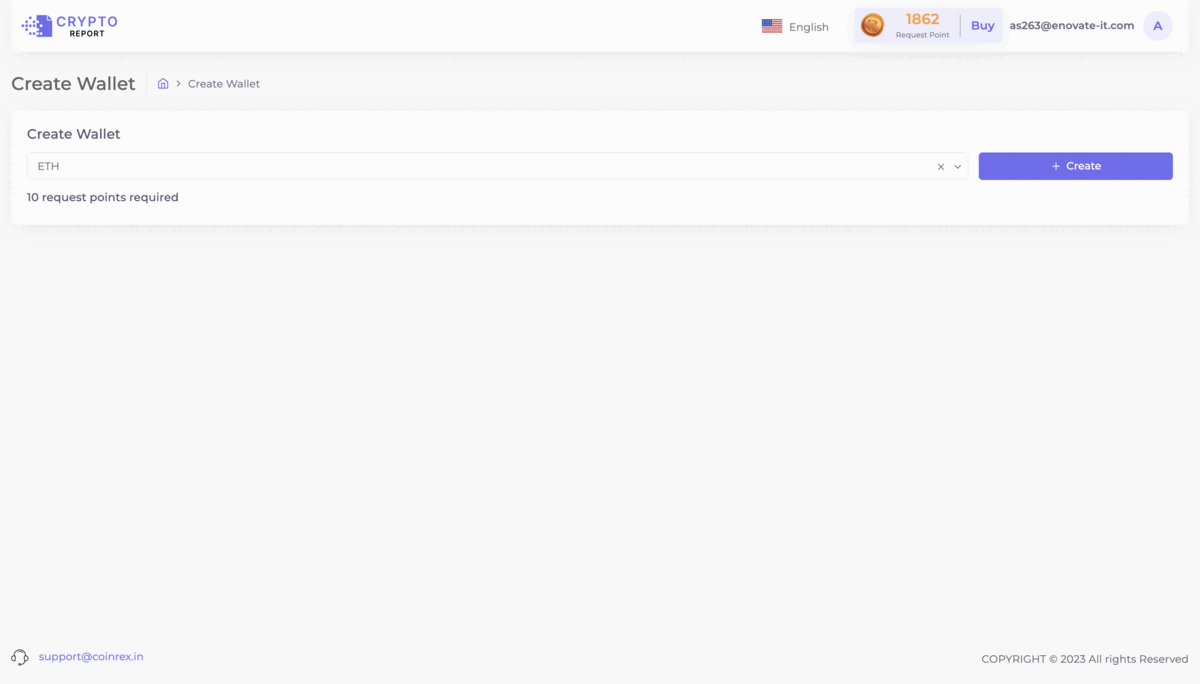 CRYPTO
REPORT
English
1862
Request Point
Buy
as263@enovate-it.com
A
Create Wallet
Create Wallet
Create Wallet
ETH
+ Create
10 request points required
support@coinrex.in
COPYRIGHT © 2023 All rights Reserved